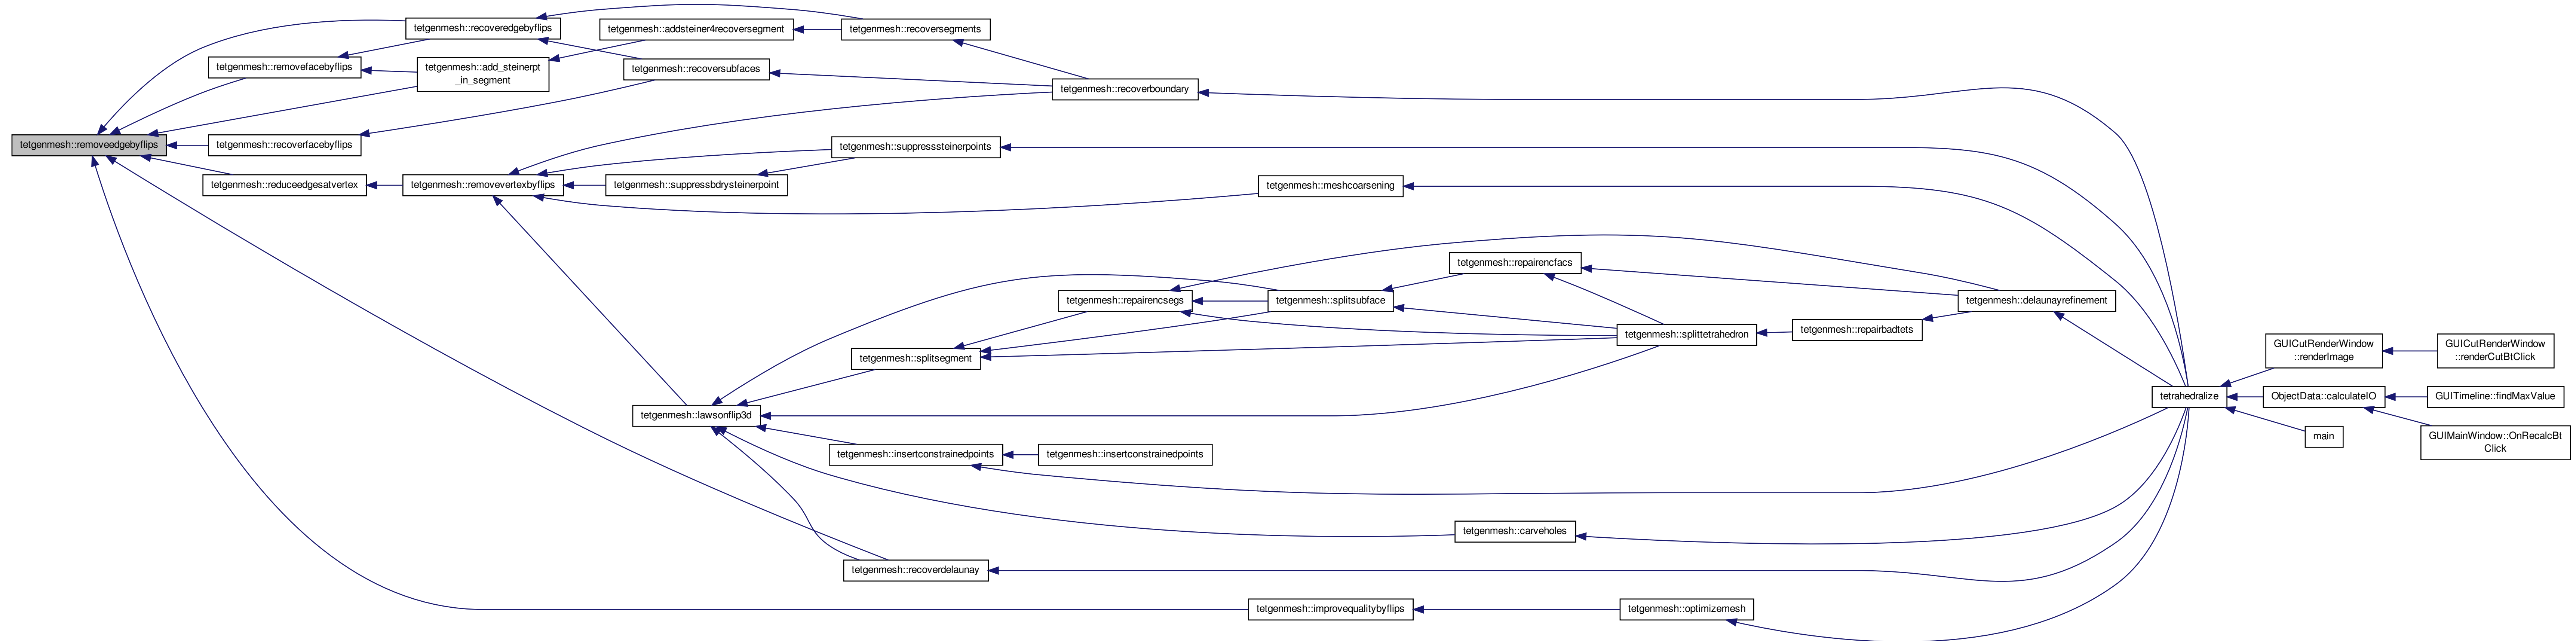 tetgenmesh::recoveredgebyflips
tetgenmesh::addsteiner4recoversegment
tetgenmesh::recoversegments
tetgenmesh::removefacebyflips
tetgenmesh::add_steinerpt
_in_segment
tetgenmesh::recoversubfaces
tetgenmesh::recoverboundary
tetgenmesh::removeedgebyflips
tetgenmesh::recoverfacebyflips
tetgenmesh::suppresssteinerpoints
tetgenmesh::reduceedgesatvertex
tetgenmesh::removevertexbyflips
tetgenmesh::suppressbdrysteinerpoint
tetgenmesh::meshcoarsening
tetgenmesh::repairencfacs
tetgenmesh::repairencsegs
tetgenmesh::splitsubface
tetgenmesh::delaunayrefinement
tetgenmesh::splittetrahedron
tetgenmesh::repairbadtets
tetgenmesh::splitsegment
GUICutRenderWindow
::renderImage
GUICutRenderWindow
::renderCutBtClick
tetrahedralize
ObjectData::calculateIO
GUITimeline::findMaxValue
tetgenmesh::lawsonflip3d
main
GUIMainWindow::OnRecalcBt
Click
tetgenmesh::insertconstrainedpoints
tetgenmesh::insertconstrainedpoints
tetgenmesh::carveholes
tetgenmesh::recoverdelaunay
tetgenmesh::improvequalitybyflips
tetgenmesh::optimizemesh